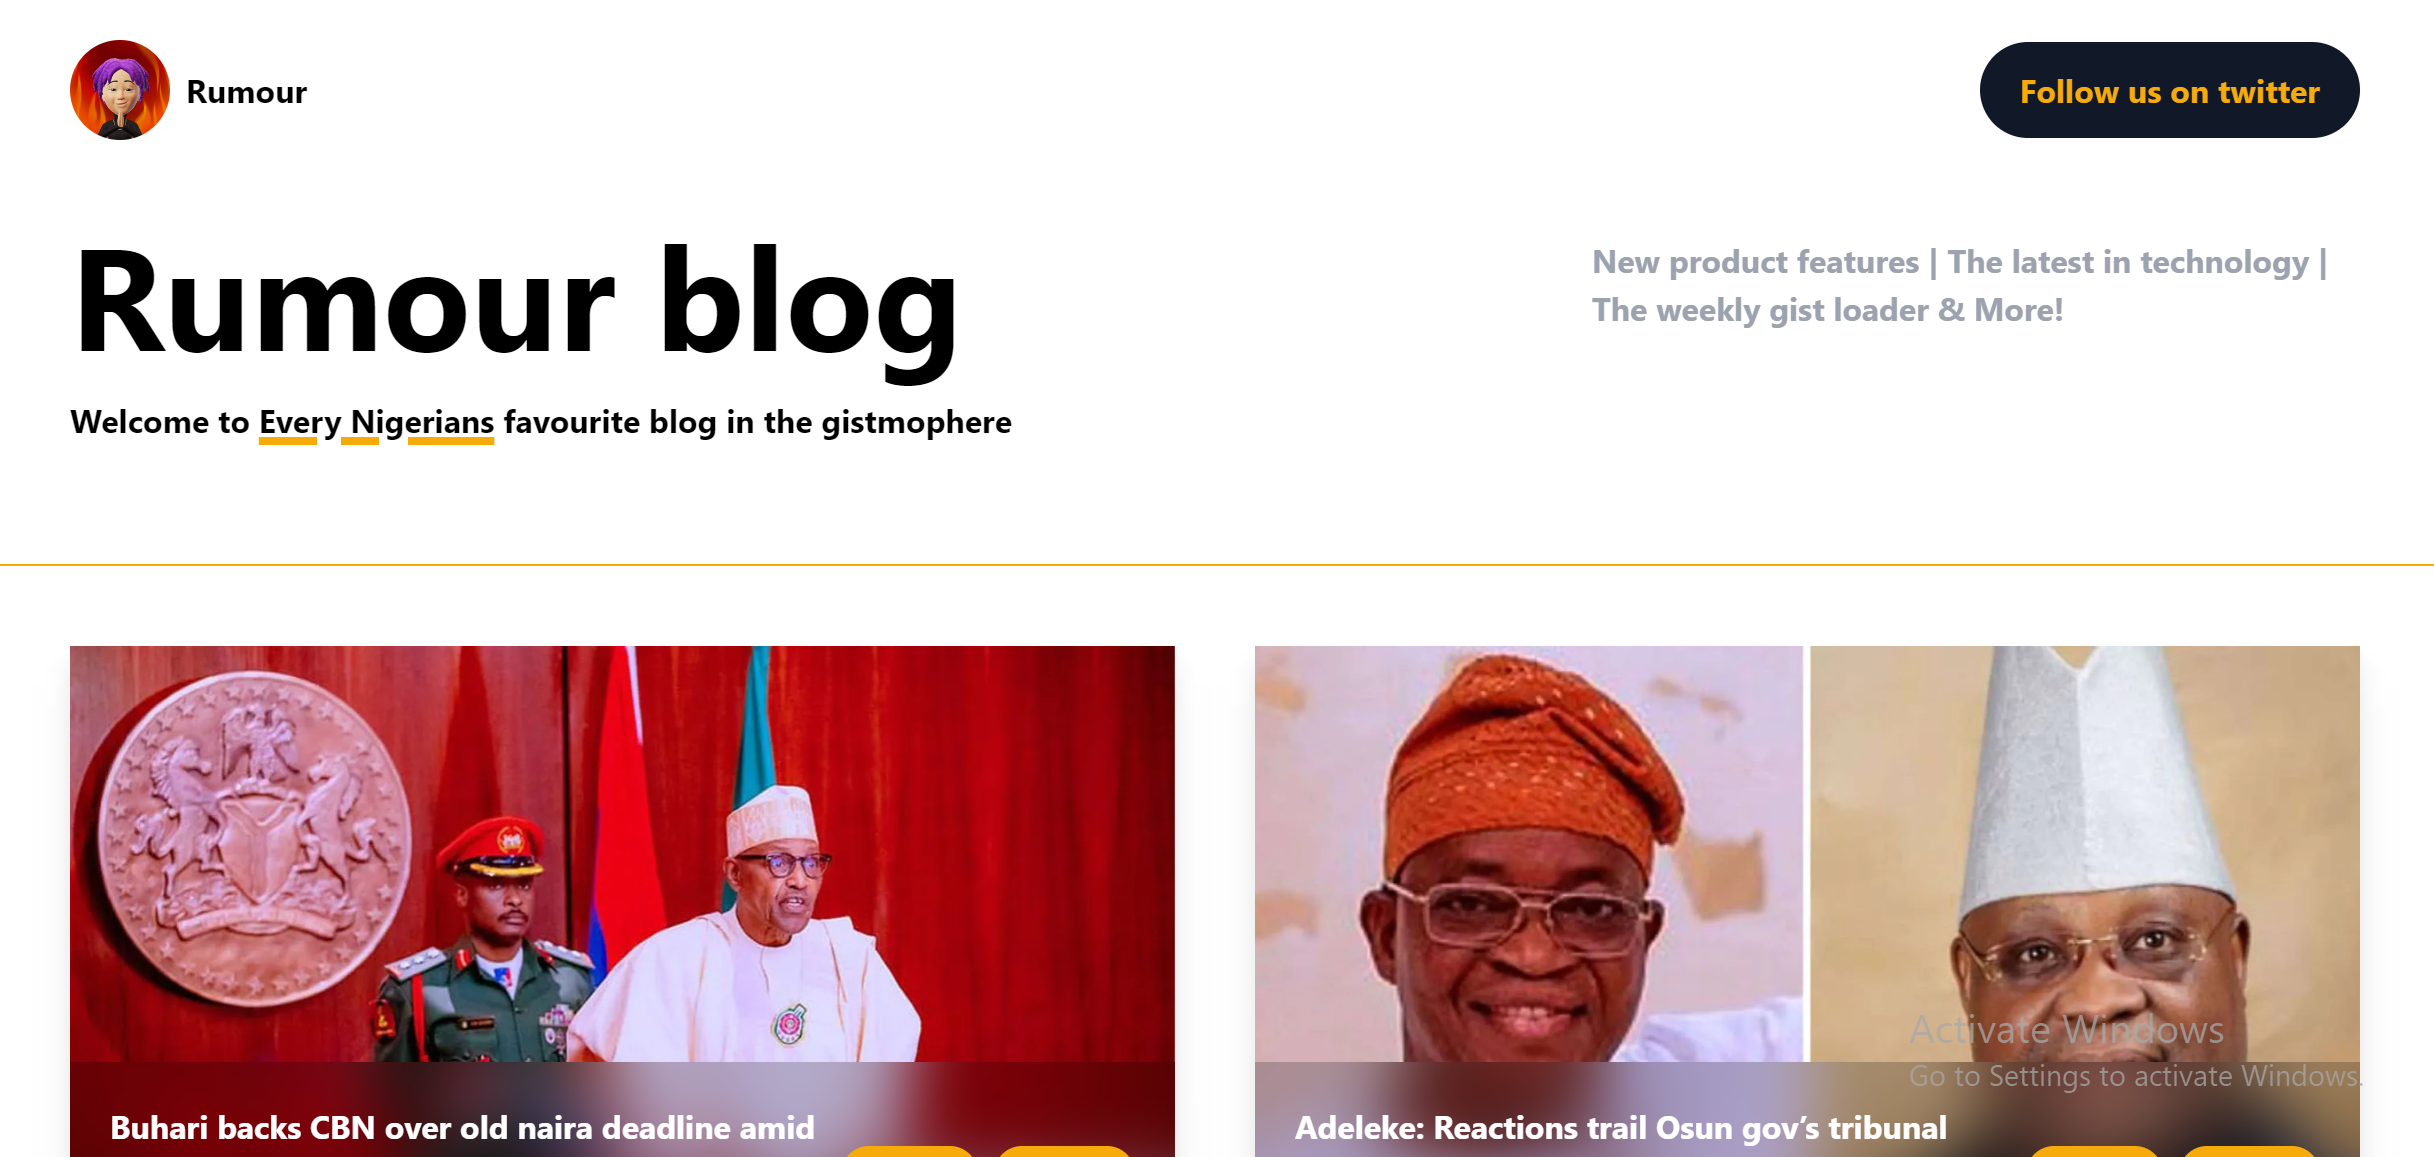 Rumour
Follow us on twitter
Rumour blog
New product features | The latest in technology |
The weekly gist loader & More!
Welcome to Every Nigerians favourite blog in the gistmophere
Buhari backs CBN over old naira deadline amid
Adeleke: Reactions trail Osun gov’s tribunal
Activate Windows
Go to Settings to activate Windows.